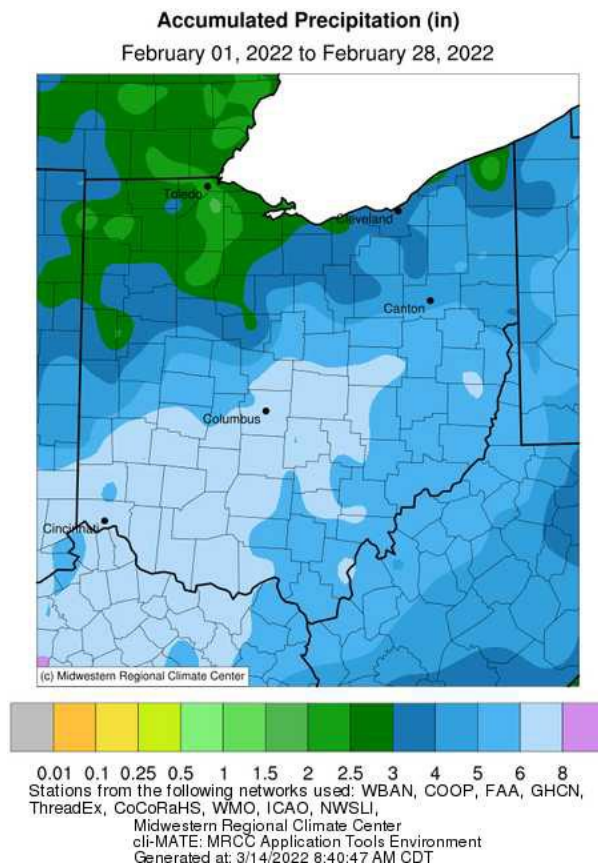 Accumulated Precipitation (in)
February 01, 2022 to February 28, 2022
Toledo
Cleveland
Canton
Columbus
Cincinnati
(c) Midwestern Regional Climate Center
0.01 0.1 0.25 0.5 1 1.5 2 2.5 3 4 5 6 8
Stations from the following networks used: WBAN, COOP, FAA, GHCN,
ThreadEx, CoCoRaHS, WMO, ICAO, NWSLI,
Midwestern Regional Climate Center
cli-MATE: MRCC Application Tools Environment
Generated at: 3/14/2022 8:40:47 AM CDT